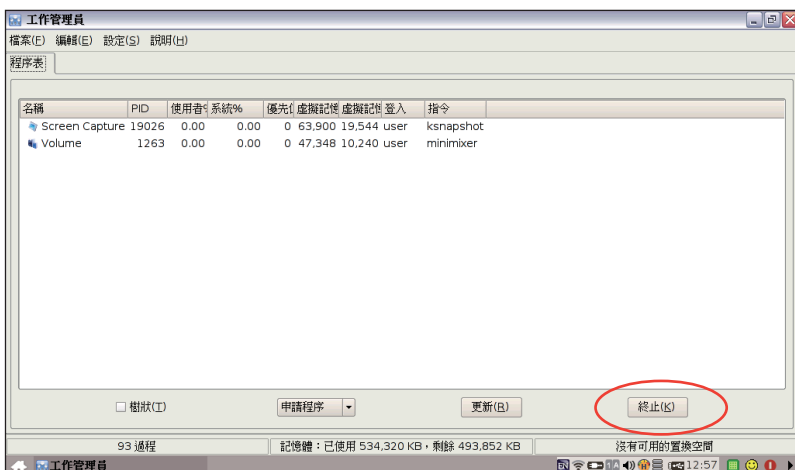 工作管理員
檔案(F) 編輯(E) 設定(S) 說明(H)
程序表
名稱 PID 使用者% 系統% 優先 虛擬記憶 虛擬記憶 登入 指令
Screen Capture 19026 0.00 0.00 0 63,900 19,544 user ksnapshot
Volume 1263 0.00 0.00 0 47,348 10,240 user minimixer
樹狀(T) 申請程序 更新(R) 終止(K)
93 過程 記憶體：已使用 534,320 KB，剩餘 493,852 KB 沒有可用的置換空間
工作管理員 12:57